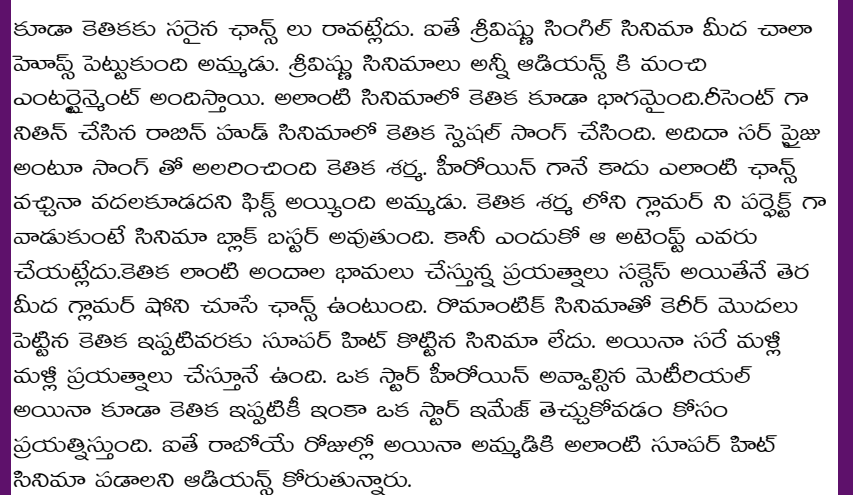 కూడా కెతికకు సరైన ఛాన్స్ లు రావట్లేదు. ఐతే శ్రీవిష్ణు సింగిల్ సినిమా మీద చాలా
హెూప్స్ పెట్టుకుంది అమ్మడు. శ్రీవిష్ణు సినిమాలు అన్నీ ఆడియన్స్ కి మంచి
ఎంటర్టైన్మెంట్ అందిస్తాయి. అలాంటి సినిమాలో కెతిక కూడా భాగమైంది.రీసెంట్ గా
నితిన్ చేసిన రాబిన్ హుడ్ సినిమాలో కెతిక స్పెషల్ సాంగ్ చేసింది. అదిదా సర్ ప్రైజు
అంటూ సాంగ్ తో అలరించింది కెతిక శర్మ. హీరోయిన్ గానే కాదు ఎలాంటి ఛాన్స్
వచ్చినా వదలకూడదని ఫిక్స్ అయ్యింది అమ్మడు. కెతిక శర్మ లోని గ్లామర్ ని పర్ఫెక్ట్ గా
వాడుకుంటే సినిమా బ్లాక్ బస్టర్ అవుతుంది. కానీ ఎందుకో ఆ అటెంప్ట్ ఎవరు
చేయట్లేదు.కెతిక లాంటి అందాల భామలు చేస్తున్న ప్రయత్నాలు సక్సెస్ అయితేనే తెర
మీద గ్లామర్ షోని చూసే ఛాన్స్ ఉంటుంది. రొమాంటిక్ సినిమాతో కెరీర్ మొదలు
పెట్టిన కెతిక ఇప్పటివరకు సూపర్ హిట్ కొట్టిన సినిమా లేదు. అయినా సరే మళ్లీ
మళ్లీ ప్రయత్నాలు చేస్తూనే ఉంది. ఒక స్టార్ హీరోయిన్ అవ్వాల్సిన మెటీరియల్
అయినా కూడా కెతిక ఇప్పటికీ ఇంకా ఒక స్టార్ ఇమేజ్ తెచ్చుకోవడం కోసం
ప్రయత్నిస్తుంది. ఐతే రాబోయే రోజుల్లో అయినా అమ్మడికి అలాంటి సూపర్ హిట్
సినిమా పడాలని ఆడియన్స్ కోరుతున్నారు.